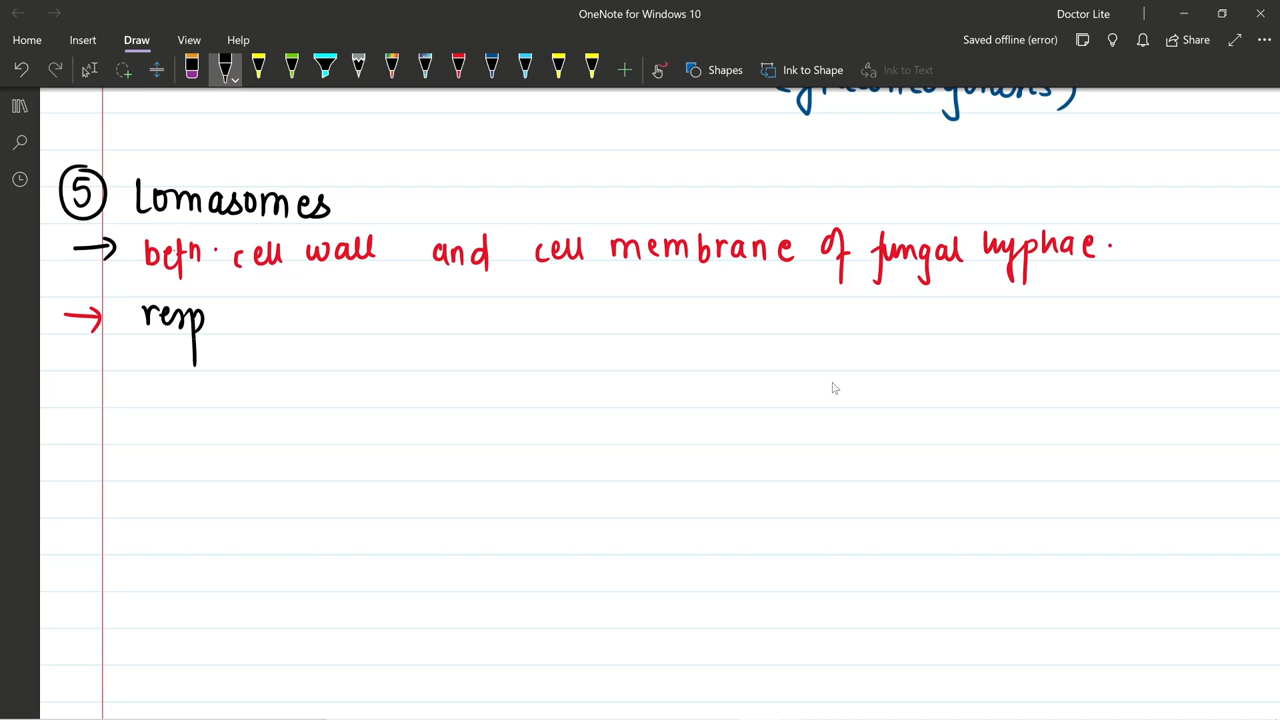 OneNote for Windows 10
Doctor Lite
Home Insert Draw View Help
Saved offline (error)
Share
Shapes
Ink to Shape
Ink to Text
5 Lomasomes
→ betn. cell wall and cell membrane of fungal hyphae.
→ resp